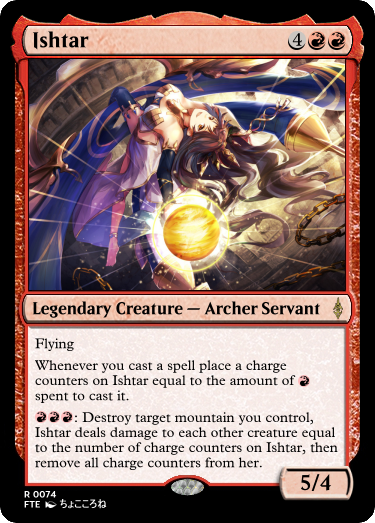 Ishtar 4
Legendary Creature — Archer Servant
Flying
Whenever you cast a spell place a charge
counters on Ishtar equal to the amount of
spent to cast it.
: Destroy target mountain you control,
Ishtar deals damage to each other creature equal
to the number of charge counters on Ishtar, then
remove all charge counters from her.
5/4
R 0074
FTE ちょこころね